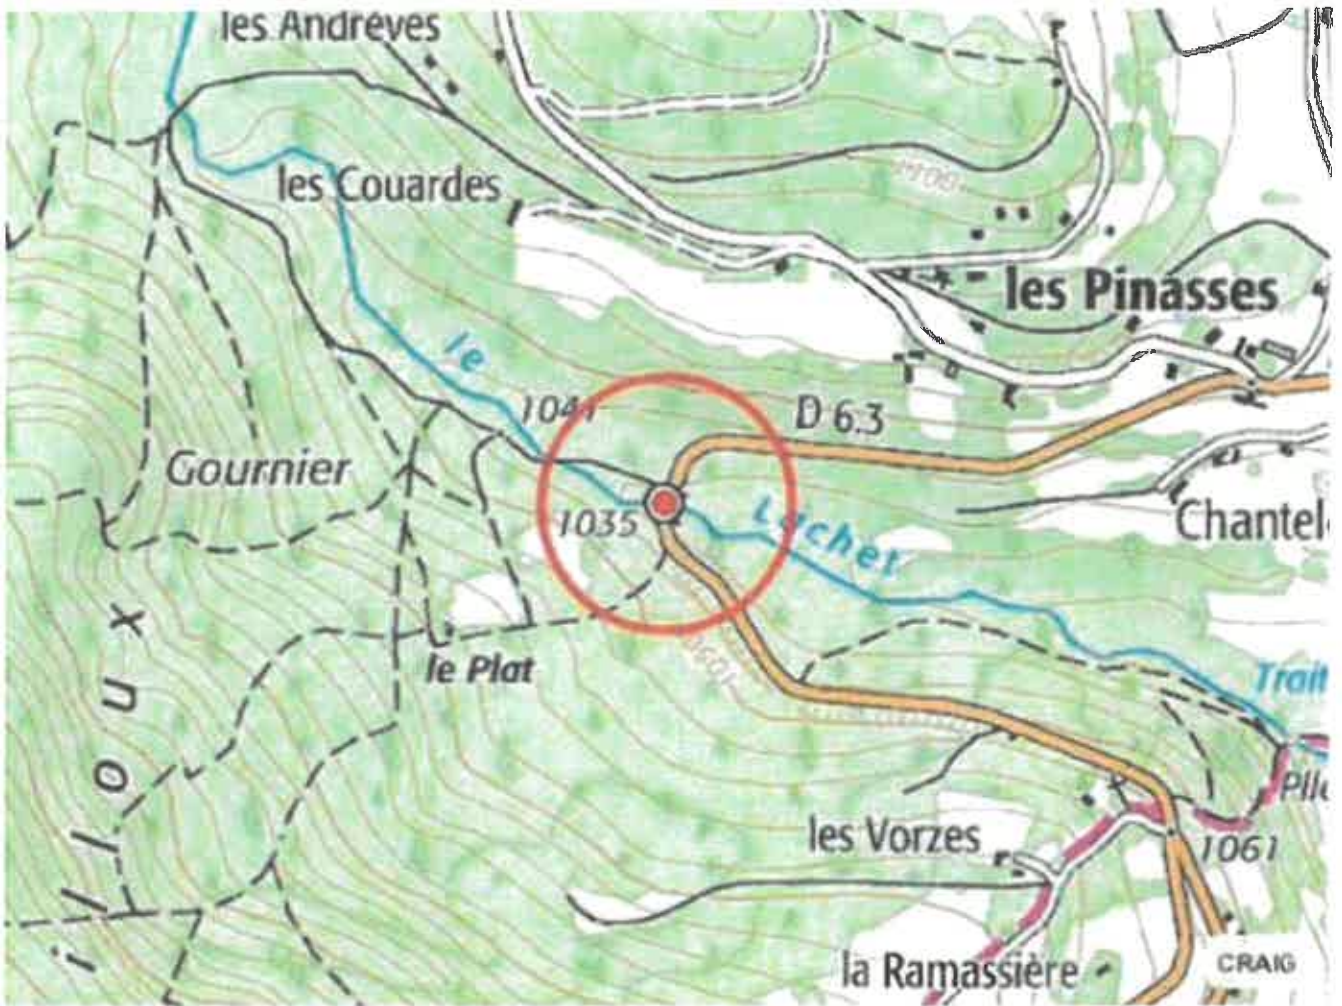 les Andrèves
les Couardes
les Pinasses
le
1041
D 6.3
Gournier
1035
Lachet
Chantel
le Plat
Trait
les Vorzes
1061
la Ramassière
CRAIG